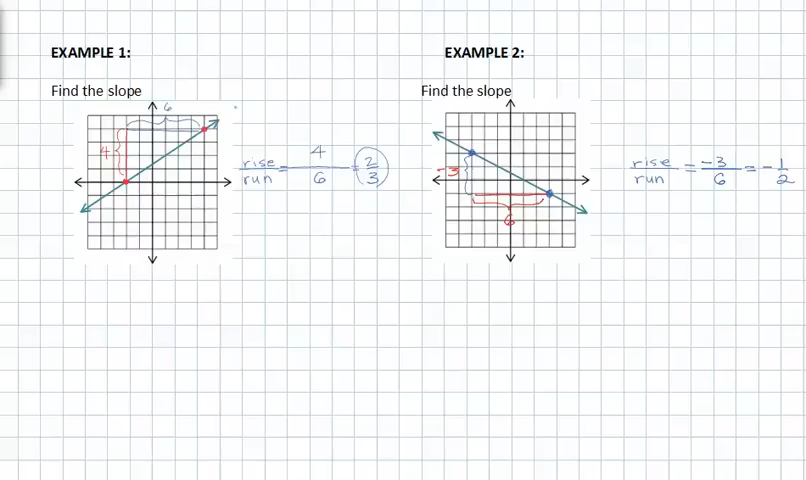 EXAMPLE 1:
Find the slope
6
4
rise/run = 4/6 = 2/3
EXAMPLE 2:
Find the slope
-3
6
rise/run = -3/6 = -1/2